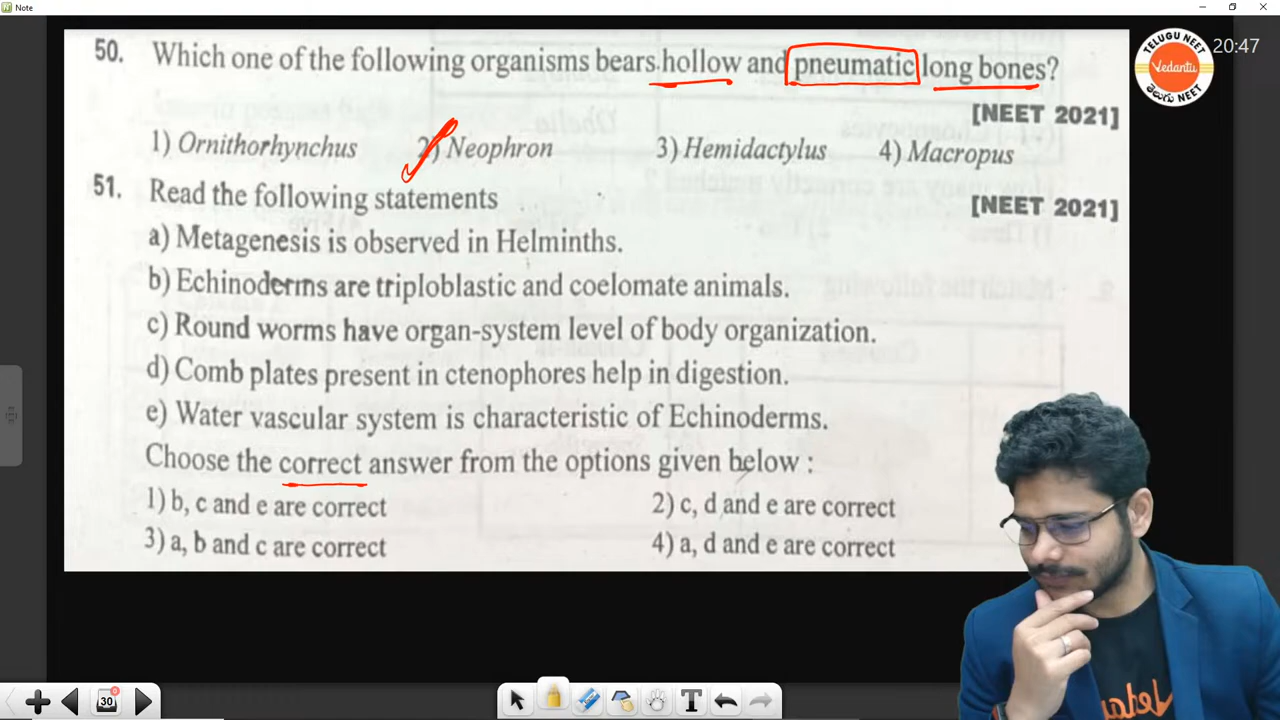 Note
50. Which one of the following organisms bears hollow and pneumatic long bones?
[NEET 2021]
1) Ornithorhynchus 2) Neophron 3) Hemidactylus 4) Macropus
51. Read the following statements [NEET 2021]
a) Metagenesis is observed in Helminths.
b) Echinoderms are triploblastic and coelomate animals.
c) Round worms have organ-system level of body organization.
d) Comb plates present in ctenophores help in digestion.
e) Water vascular system is characteristic of Echinoderms.
Choose the correct answer from the options given below :
1) b, c and e are correct 2) c, d and e are correct
3) a, b and c are correct 4) a, d and e are correct
TELUGU NEET
Vedantu
తెలుగు NEET
20:47
30
8
T